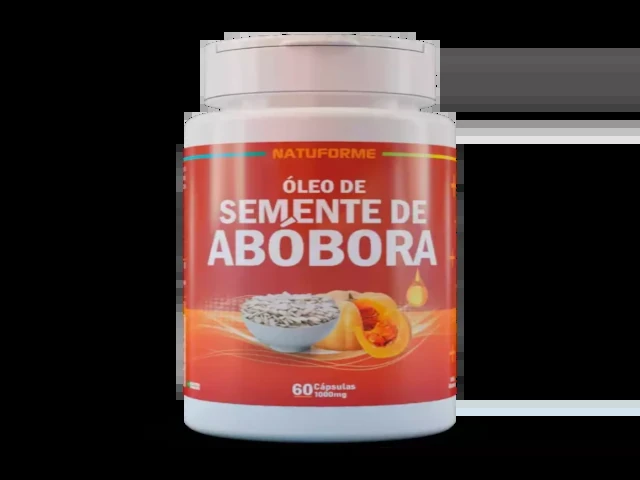 NATUFORME
ÓLEO DE
SEMENTE DE
ABÓBORA
60 Cápsulas
1000mg